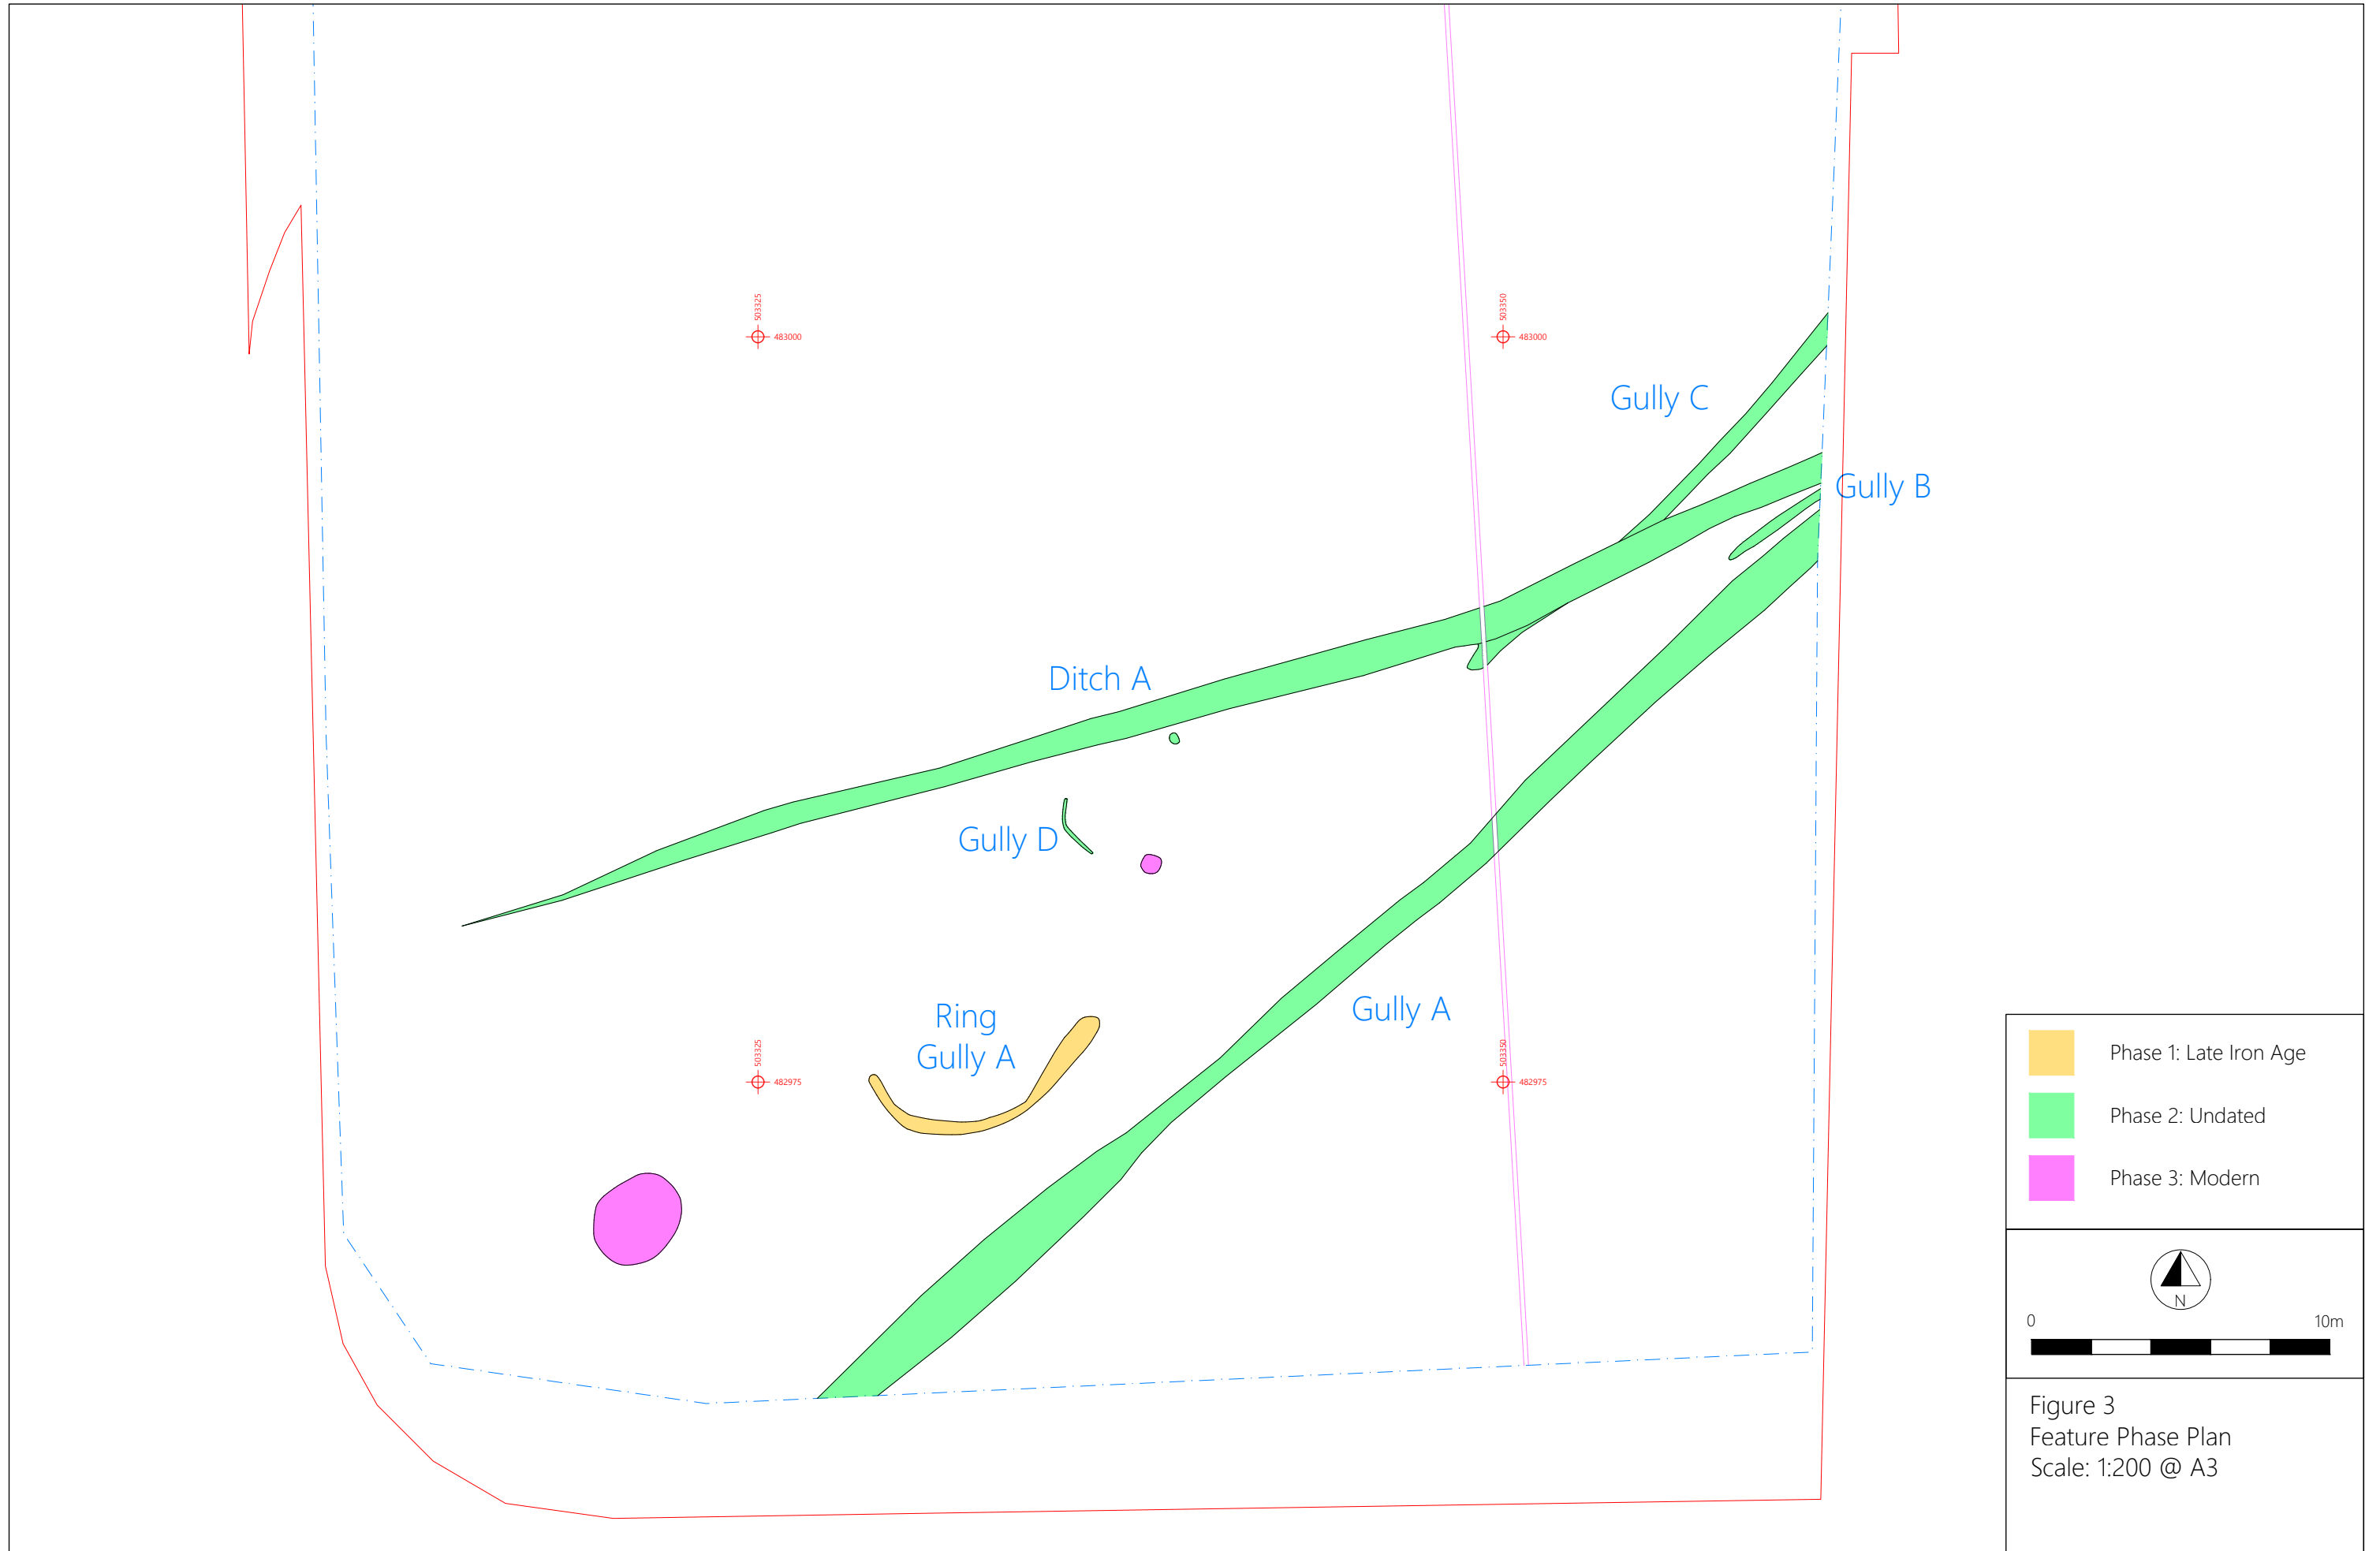 503325
483000
503350
483000
Gully C
Gully B
Ditch A
Gully D
Ring
Gully A
Gully A
503325
482975
503350
482975
Phase 1: Late Iron Age
Phase 2: Undated
Phase 3: Modern
N
0
10m
Figure 3
Feature Phase Plan
Scale: 1:200 @ A3